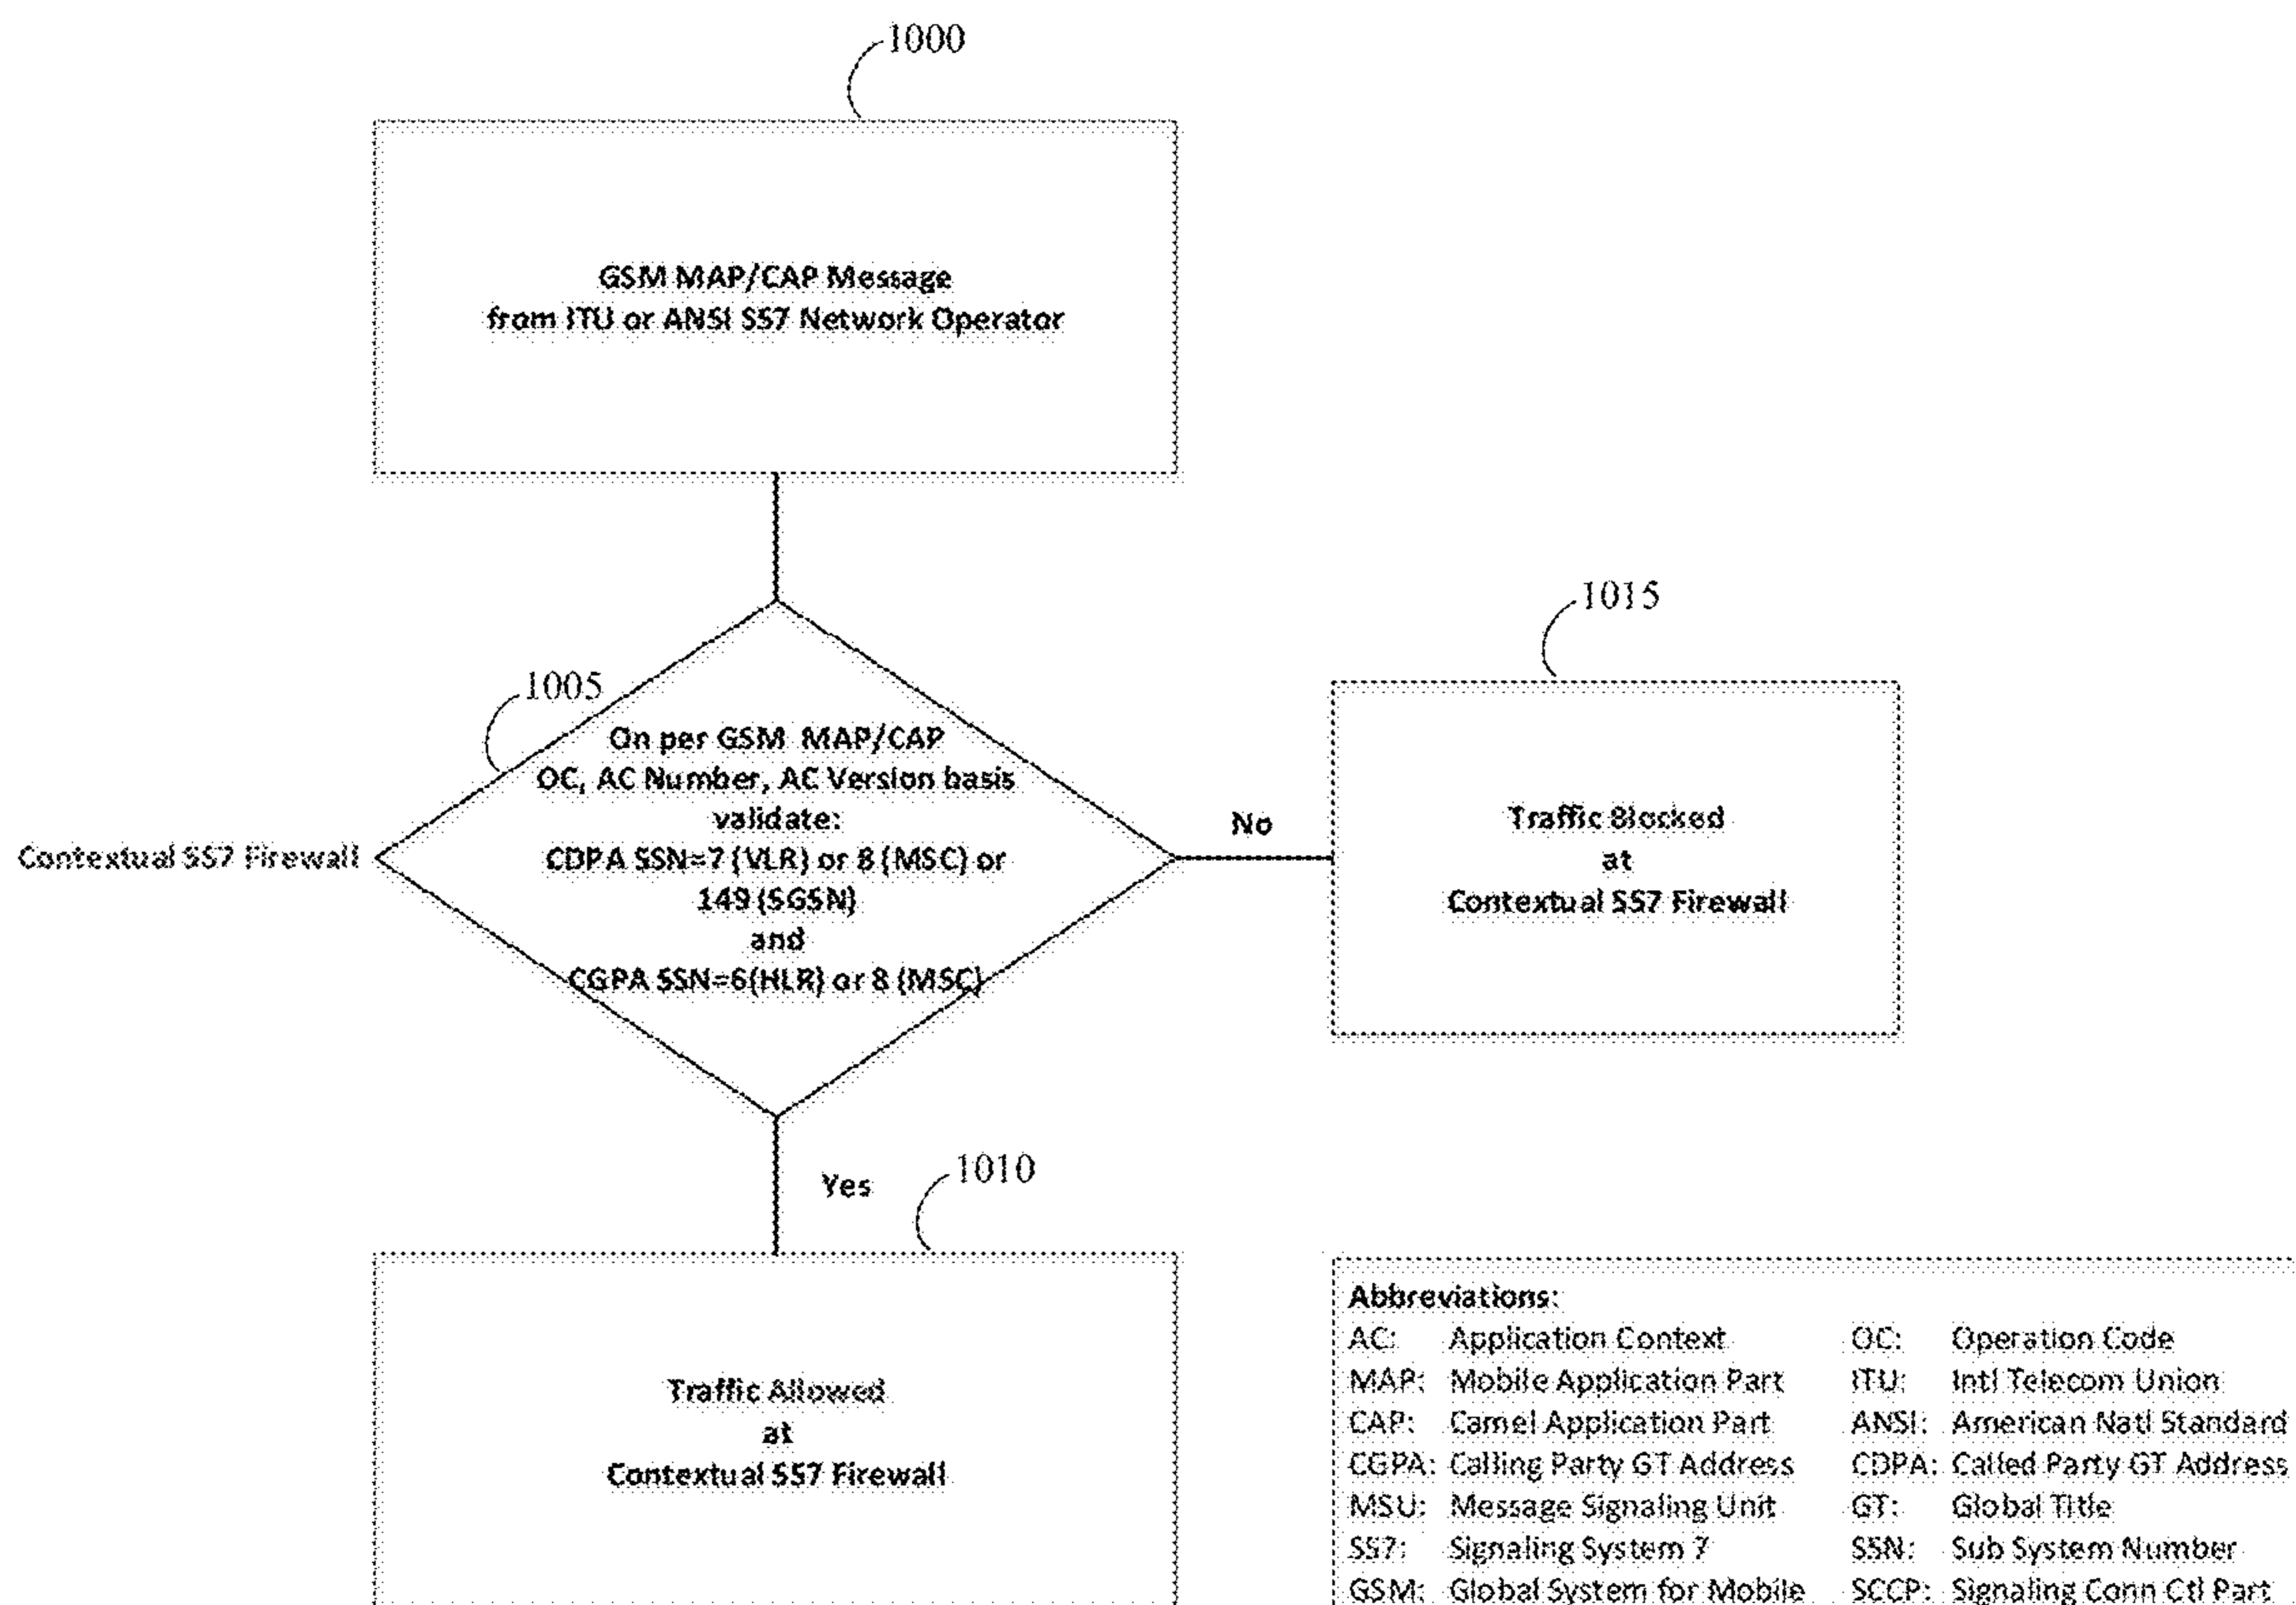 1000
GSM MAP/CAP Message
from ITU or ANSI SS7 Network Operator
1005
On per GSM MAP/CAP
OC, AC Number, AC Version basis
validate:
CDPA SSN=7 (VLR) or 8 (MSC) or
149 (SGSN)
and
CGPA SSN=6(HLR) or 8 (MSC)
Contextual SS7 Firewall
No
1015
Traffic Blocked
at
Contextual SS7 Firewall
Yes
1010
Traffic Allowed
at
Contextual SS7 Firewall
Abbreviations:
AC: Application Context OC: Operation Code
MAP: Mobile Application Part ITU: Intl Telecom Union
CAP: Camel Application Part ANSI: American Natl Standard
CGPA: Calling Party GT Address CDPA: Called Party GT Address
MSU: Message Signaling Unit GT: Global Title
SS7: Signaling System 7 SSN: Sub System Number
GSM: Global System for Mobile SCCP: Signaling Conn Ctl Part